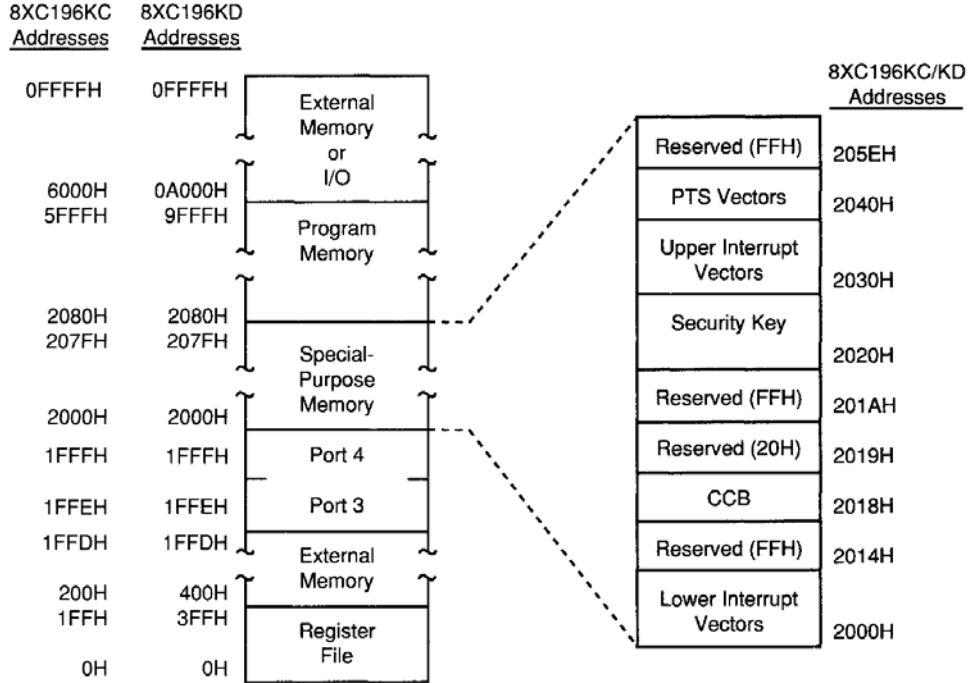 8XC196KC 8XC196KD
Addresses Addresses
0FFFFH 0FFFFH
External
Memory
or
I/O
6000H 0A000H
5FFFH 9FFFH
Program
Memory
2080H 2080H
207FH 207FH
Special-
Purpose
Memory
2000H 2000H
1FFFH 1FFFH Port 4
1FFEH 1FFEH Port 3
1FFDH 1FFDH
External
Memory
200H 400H
1FFH 3FFH
Register
File
0H 0H
8XC196KC/KD
Addresses
Reserved (FFH) 205EH
PTS Vectors 2040H
Upper Interrupt
Vectors 2030H
Security Key
2020H
Reserved (FFH) 201AH
Reserved (20H) 2019H
CCB 2018H
Reserved (FFH) 2014H
Lower Interrupt
Vectors 2000H